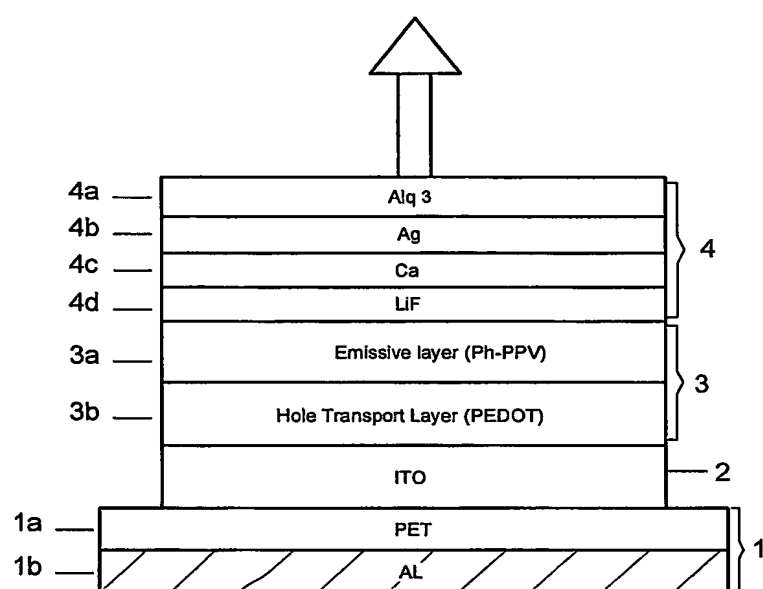 4a
Alq 3
4b
Ag
4
4c
Ca
4d
LiF
3a
Emissive layer (Ph-PPV)
3
3b
Hole Transport Layer (PEDOT)
ITO
2
1a
PET
1
1b
AL